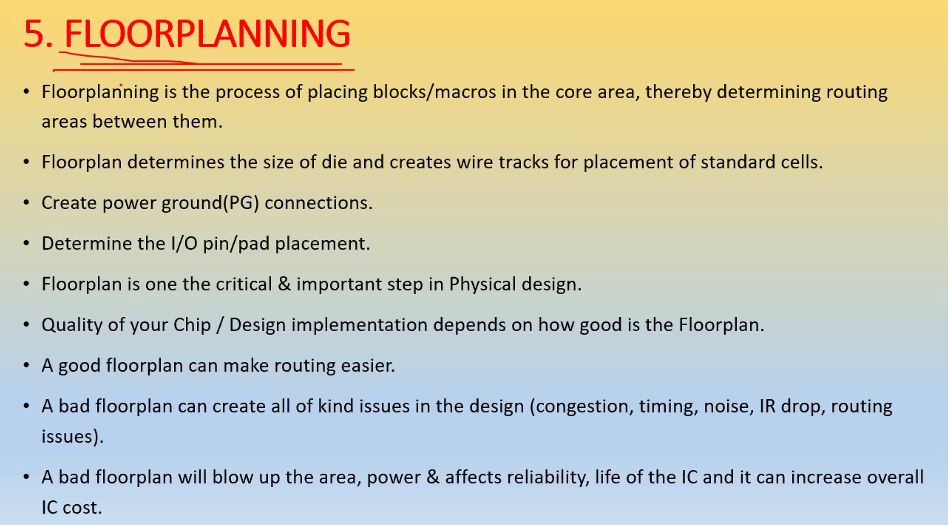 5. FLOORPLANNING
• Floorplanning is the process of placing blocks/macros in the core area, thereby determining routing
areas between them.
• Floorplan determines the size of die and creates wire tracks for placement of standard cells.
• Create power ground(PG) connections.
• Determine the I/O pin/pad placement.
• Floorplan is one the critical & important step in Physical design.
• Quality of your Chip / Design implementation depends on how good is the Floorplan.
• A good floorplan can make routing easier.
• A bad floorplan can create all of kind issues in the design (congestion, timing, noise, IR drop, routing
issues).
• A bad floorplan will blow up the area, power & affects reliability, life of the IC and it can increase overall
IC cost.